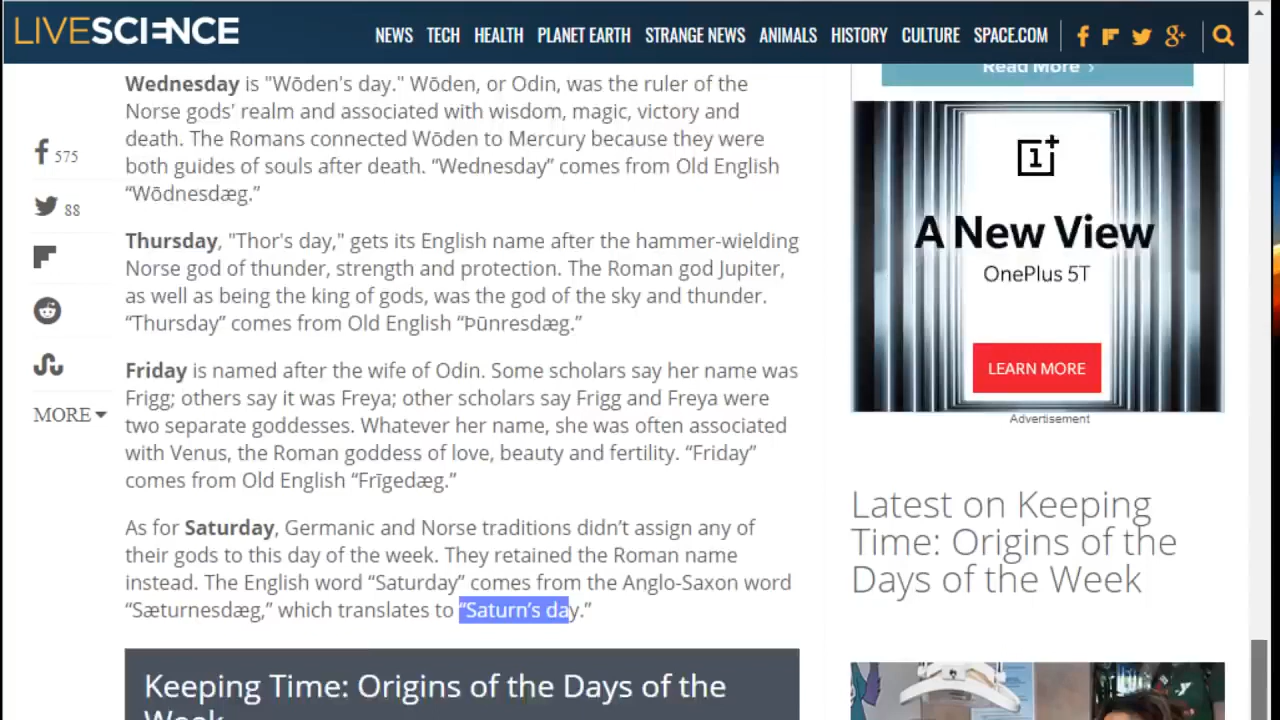 LIVESCIENCE
NEWS TECH HEALTH PLANET EARTH STRANGE NEWS ANIMALS HISTORY CULTURE SPACE.COM
Wednesday is "Wōden's day." Wōden, or Odin, was the ruler of the
Norse gods' realm and associated with wisdom, magic, victory and
death. The Romans connected Wōden to Mercury because they were
both guides of souls after death. “Wednesday” comes from Old English
“Wōdnesdæg.”
Thursday, "Thor's day," gets its English name after the hammer-wielding
Norse god of thunder, strength and protection. The Roman god Jupiter,
as well as being the king of gods, was the god of the sky and thunder.
“Thursday” comes from Old English “Þūnresdæg.”
Friday is named after the wife of Odin. Some scholars say her name was
Frigg; others say it was Freya; other scholars say Frigg and Freya were
two separate goddesses. Whatever her name, she was often associated
with Venus, the Roman goddess of love, beauty and fertility. “Friday”
comes from Old English “Frīgedæg.”
As for Saturday, Germanic and Norse traditions didn’t assign any of
their gods to this day of the week. They retained the Roman name
instead. The English word “Saturday” comes from the Anglo-Saxon word
“Sæturnesdæg,” which translates to “Saturn’s day.”
Keeping Time: Origins of the Days of the
Week
575
88
MORE
Read More ›
1+
A New View
OnePlus 5T
LEARN MORE
Advertisement
Latest on Keeping
Time: Origins of the
Days of the Week